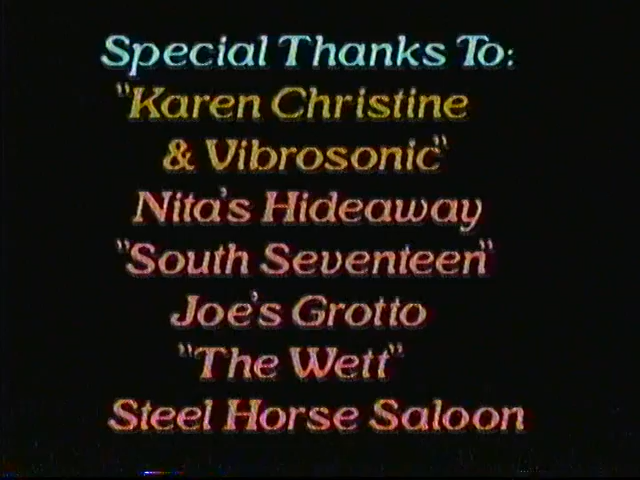 Special Thanks To:
"Karen Christine
& Vibrosonic"
Nita's Hideaway
"South Seventeen"
Joe's Grotto
"The Wett"
Steel Horse Saloon